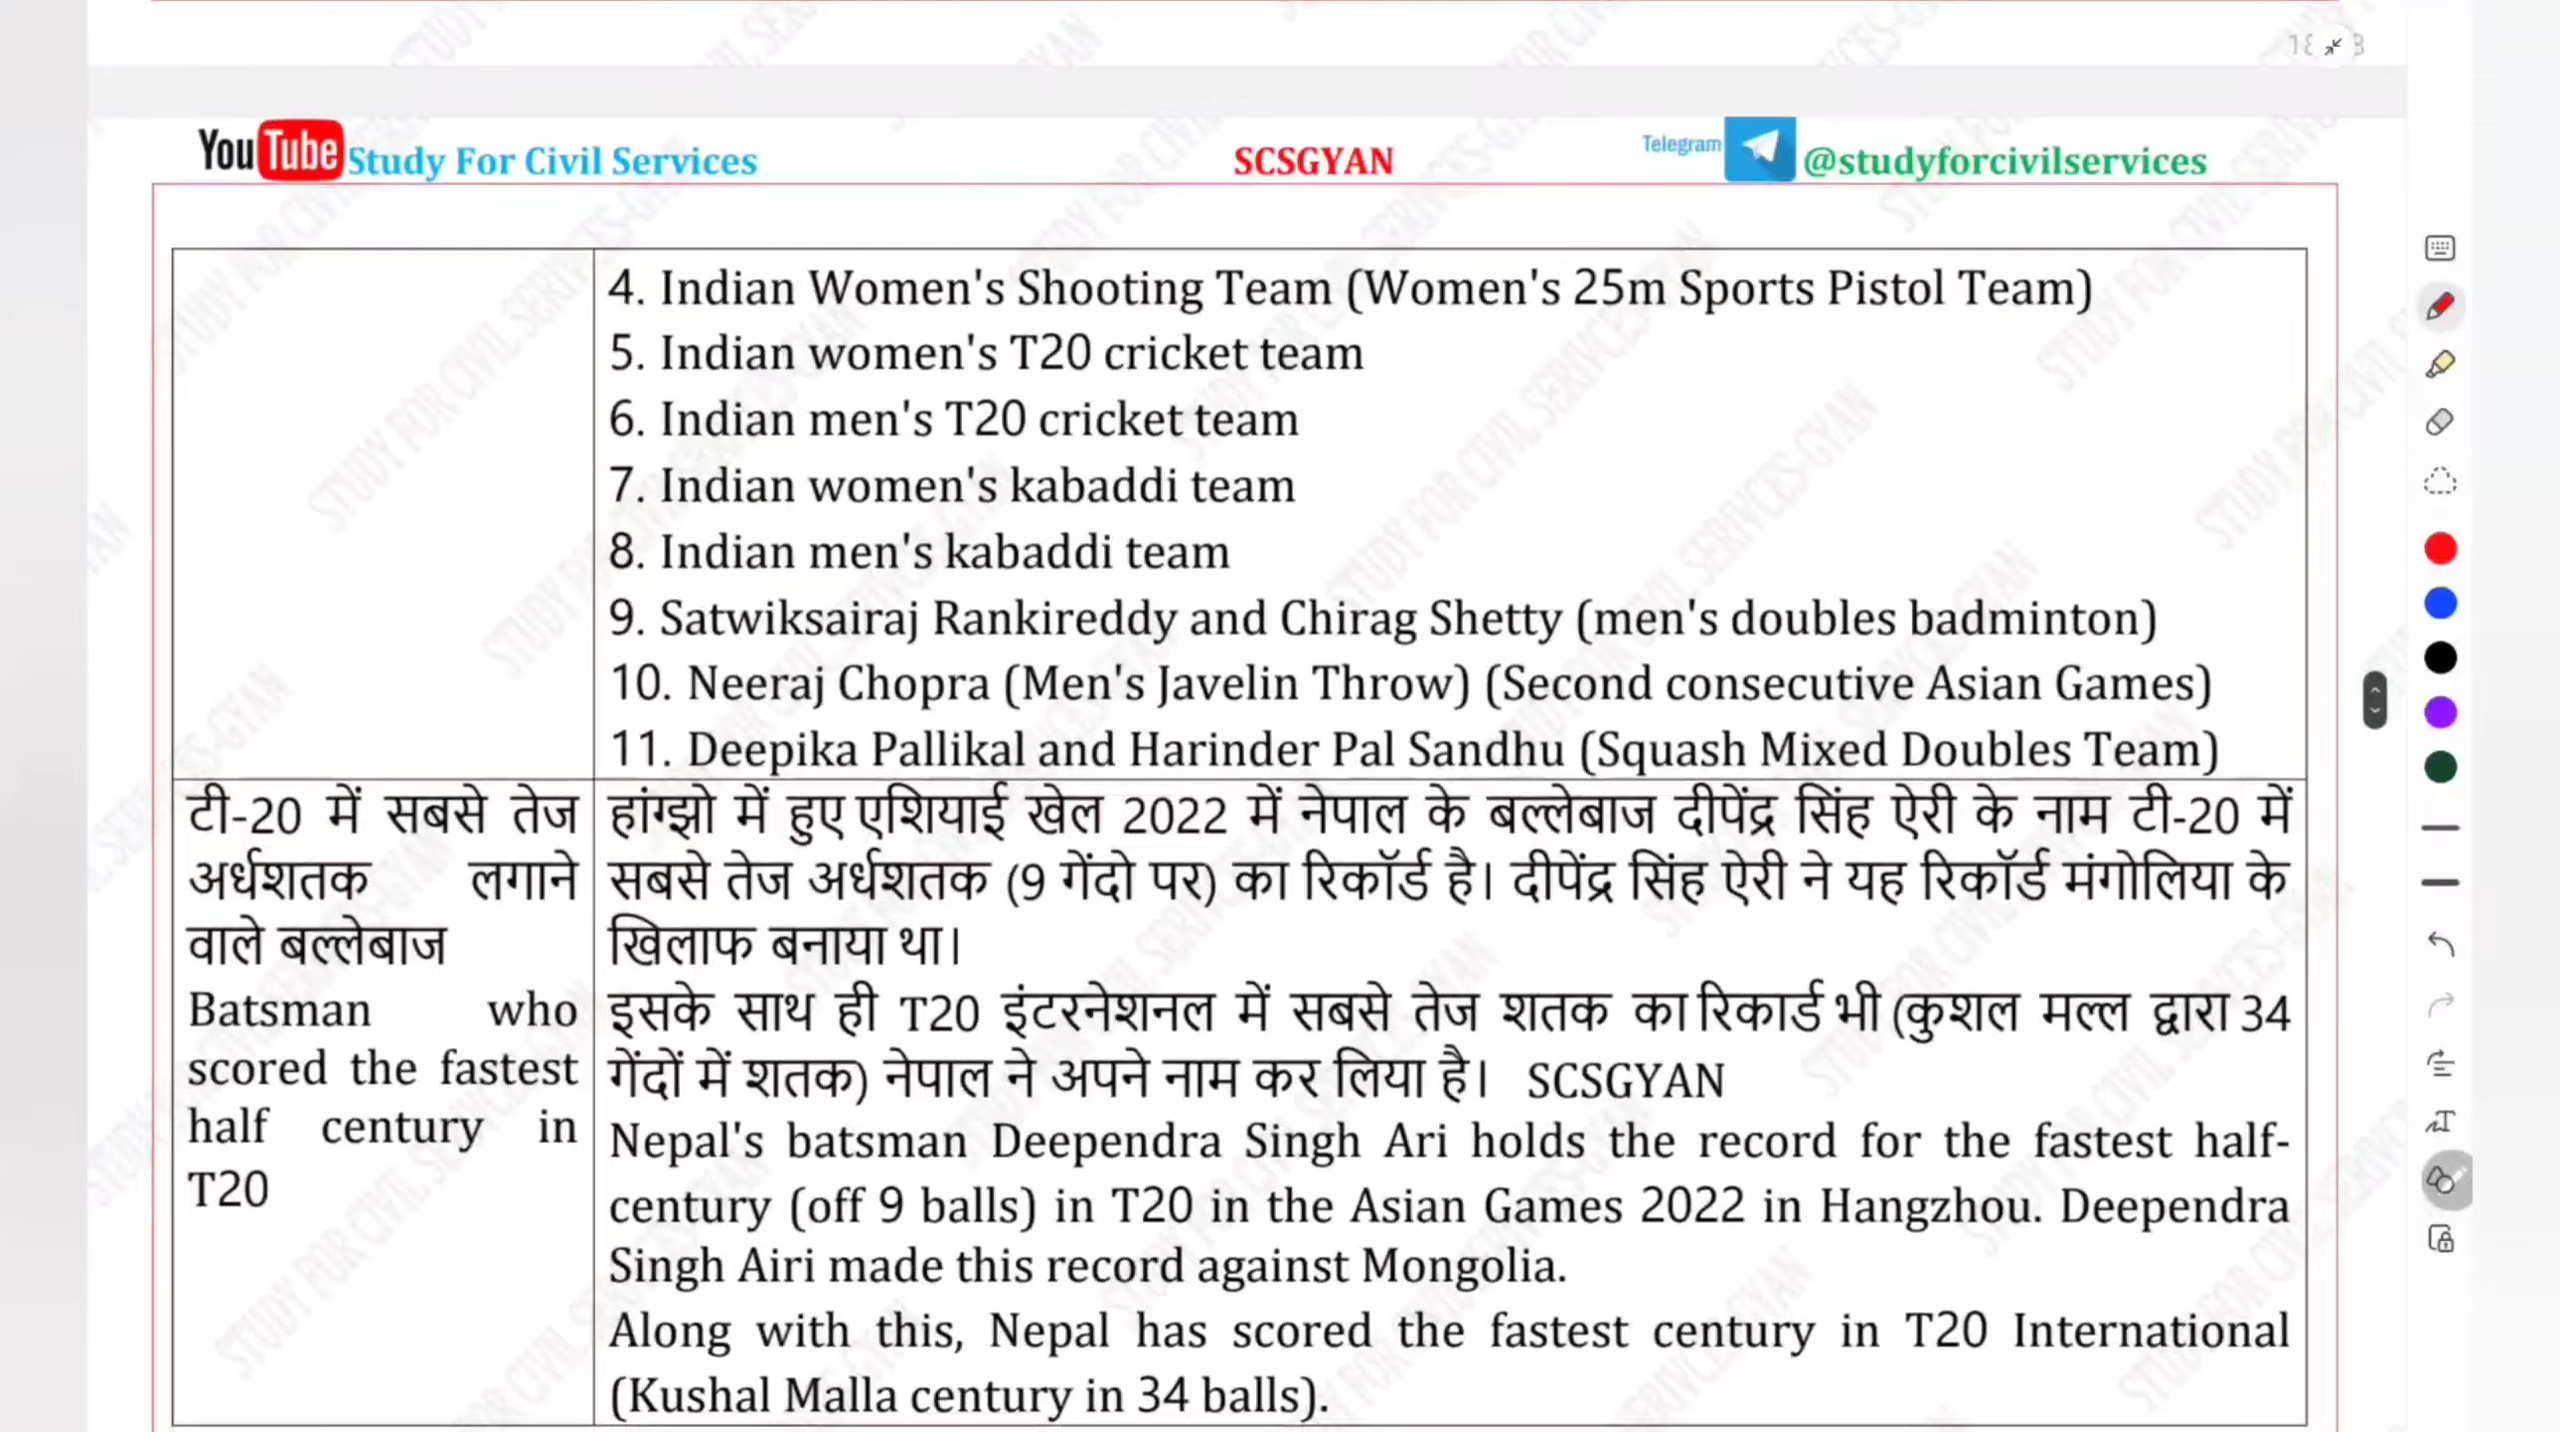 YouTube Study For Civil Services SCSGYAN Telegram @studyforcivilservices
4. Indian Women's Shooting Team (Women's 25m Sports Pistol Team)
5. Indian women's T20 cricket team
6. Indian men's T20 cricket team
7. Indian women's kabaddi team
8. Indian men's kabaddi team
9. Satwiksairaj Rankireddy and Chirag Shetty (men's doubles badminton)
10. Neeraj Chopra (Men's Javelin Throw) (Second consecutive Asian Games)
11. Deepika Pallikal and Harinder Pal Sandhu (Squash Mixed Doubles Team)
टी-20 में सबसे तेज
अर्धशतक लगाने
वाले बल्लेबाज
Batsman who
scored the fastest
half century in
T20
हांग्झो में हुए एशियाई खेल 2022 में नेपाल के बल्लेबाज दीपेंद्र सिंह ऐरी के नाम टी-20 में
सबसे तेज अर्धशतक (9 गेंदो पर) का रिकॉर्ड है। दीपेंद्र सिंह ऐरी ने यह रिकॉर्ड मंगोलिया के
खिलाफ बनाया था।
इसके साथ ही T20 इंटरनेशनल में सबसे तेज शतक का रिकार्ड भी (कुशल मल्ल द्वारा 34
गेंदों में शतक) नेपाल ने अपने नाम कर लिया है। SCSGYAN
Nepal's batsman Deependra Singh Ari holds the record for the fastest half-
century (off 9 balls) in T20 in the Asian Games 2022 in Hangzhou. Deependra
Singh Airi made this record against Mongolia.
Along with this, Nepal has scored the fastest century in T20 International
(Kushal Malla century in 34 balls).